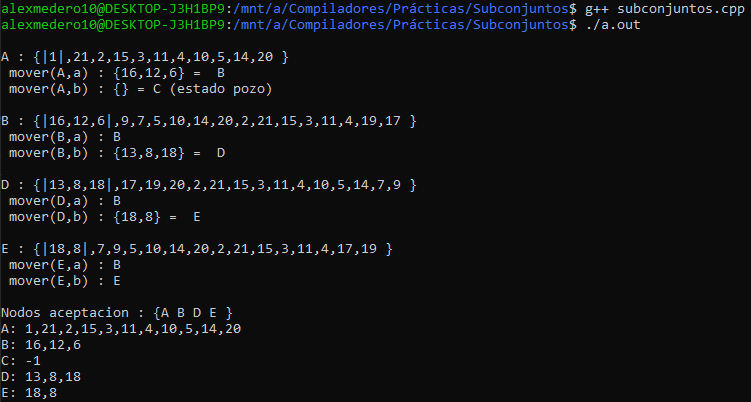 alexmedero10@DESKTOP-J3H1BP9:/mnt/a/Compiladores/Prácticas/Subconjuntos$ g++ subconjuntos.cpp
alexmedero10@DESKTOP-J3H1BP9:/mnt/a/Compiladores/Prácticas/Subconjuntos$ ./a.out
A : {|1|,21,2,15,3,11,4,10,5,14,20 }
mover(A,a) : {16,12,6} =  B
mover(A,b) : {} = C (estado pozo)
B : {|16,12,6|,9,7,5,10,14,20,2,21,15,3,11,4,19,17 }
mover(B,a) : B
mover(B,b) : {13,8,18} =  D
D : {|13,8,18|,17,19,20,2,21,15,3,11,4,10,5,14,7,9 }
mover(D,a) : B
mover(D,b) : {18,8} =  E
E : {|18,8|,7,9,5,10,14,20,2,21,15,3,11,4,17,19 }
mover(E,a) : B
mover(E,b) : E
Nodos aceptacion : {A B D E }
A: 1,21,2,15,3,11,4,10,5,14,20
B: 16,12,6
C: -1
D: 13,8,18
E: 18,8